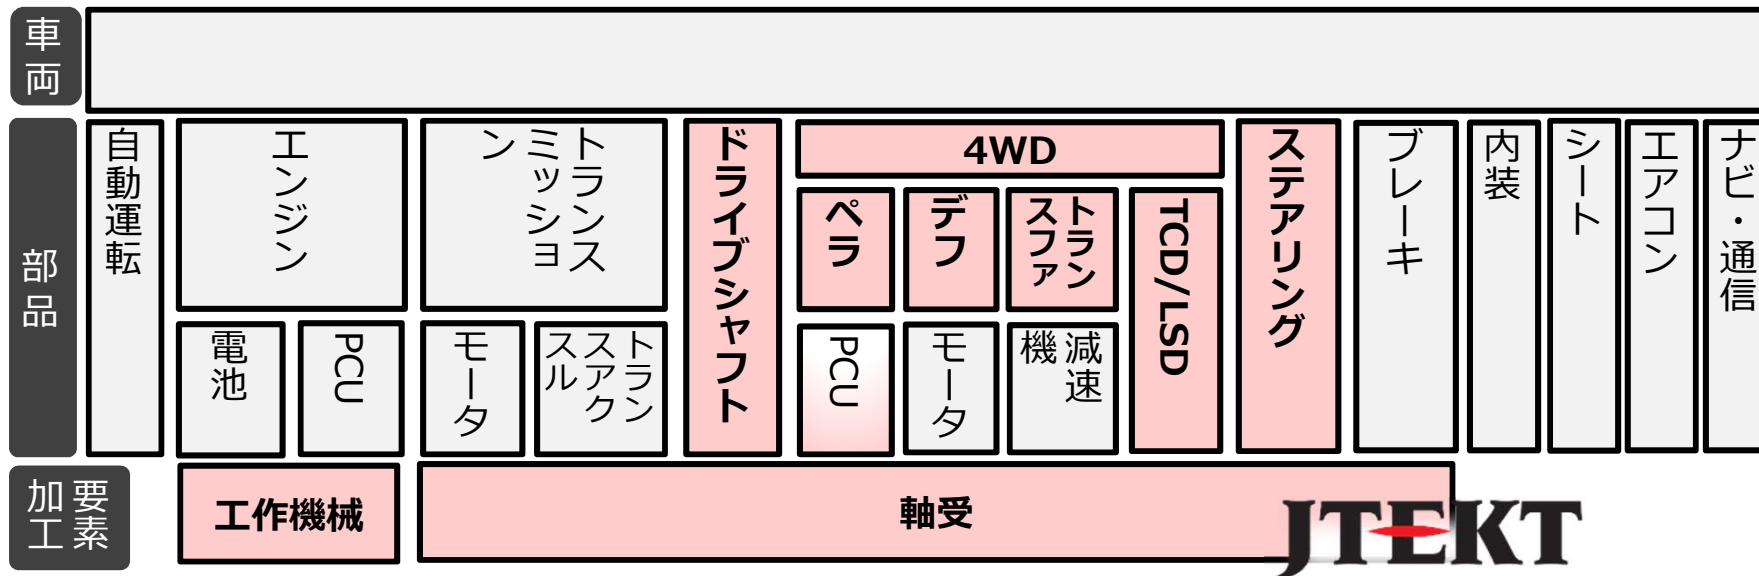 車両
部品
自動運転
エンジン
電池
PCU
トランスミッション
モータ
トランスアクスル
ドライブシャフト
4WD
ペラ
デフ
トランスファ
TCD/LSD
PCU
モータ
減速機
ステアリング
ブレーキ
内装
シート
エアコン
ナビ・通信
要素
加工
工作機械
軸受
JTEKT